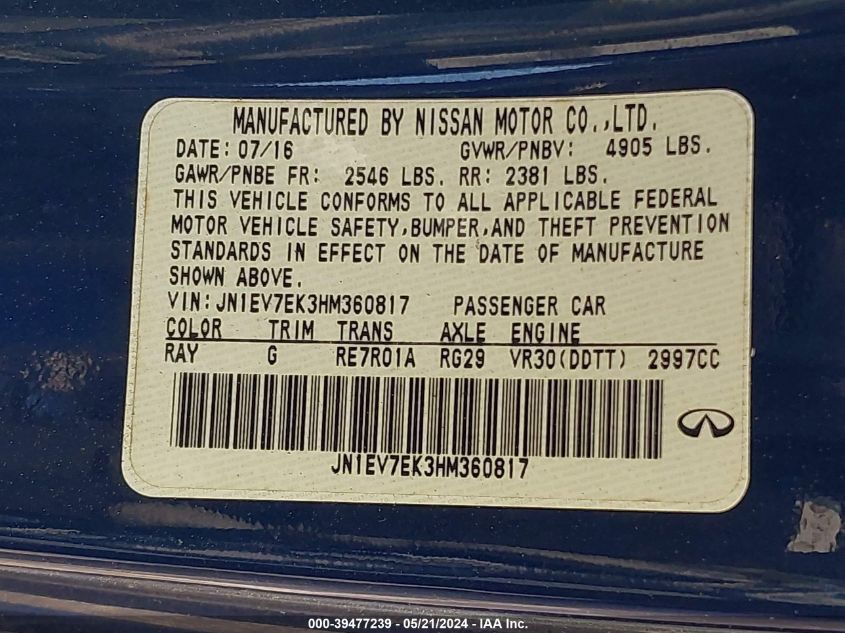 MANUFACTURED BY NISSAN MOTOR CO.,LTD.
DATE: 07/16 GVWR/PNBV: 4905 LBS.
GAWR/PNBE FR: 2546 LBS. RR: 2381 LBS.
THIS VEHICLE CONFORMS TO ALL APPLICABLE FEDERAL
MOTOR VEHICLE SAFETY,BUMPER,AND THEFT PREVENTION
STANDARDS IN EFFECT ON THE DATE OF MANUFACTURE
SHOWN ABOVE.
VIN:JN1EV7EK3HM360817 PASSENGER CAR
COLOR TRIM TRANS AXLE ENGINE
RAY G RE7R01A RG29 VR30(DDTT) 2997CC
JN1EV7EK3HM360817
000-39477239 - 05/21/2024 - IAA Inc.